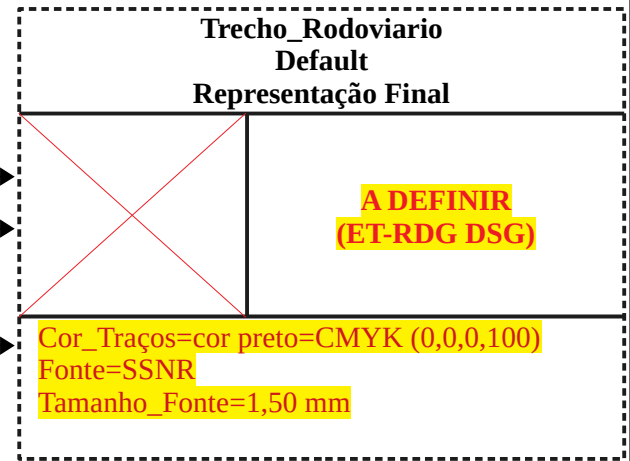 Trecho_Rodoviario
Default
Representação Final
A DEFINIR
(ET-RDG DSG)
Cor_Traços=cor preto=CMYK (0,0,0,100)
Fonte=SSNR
Tamanho_Fonte=1,50 mm